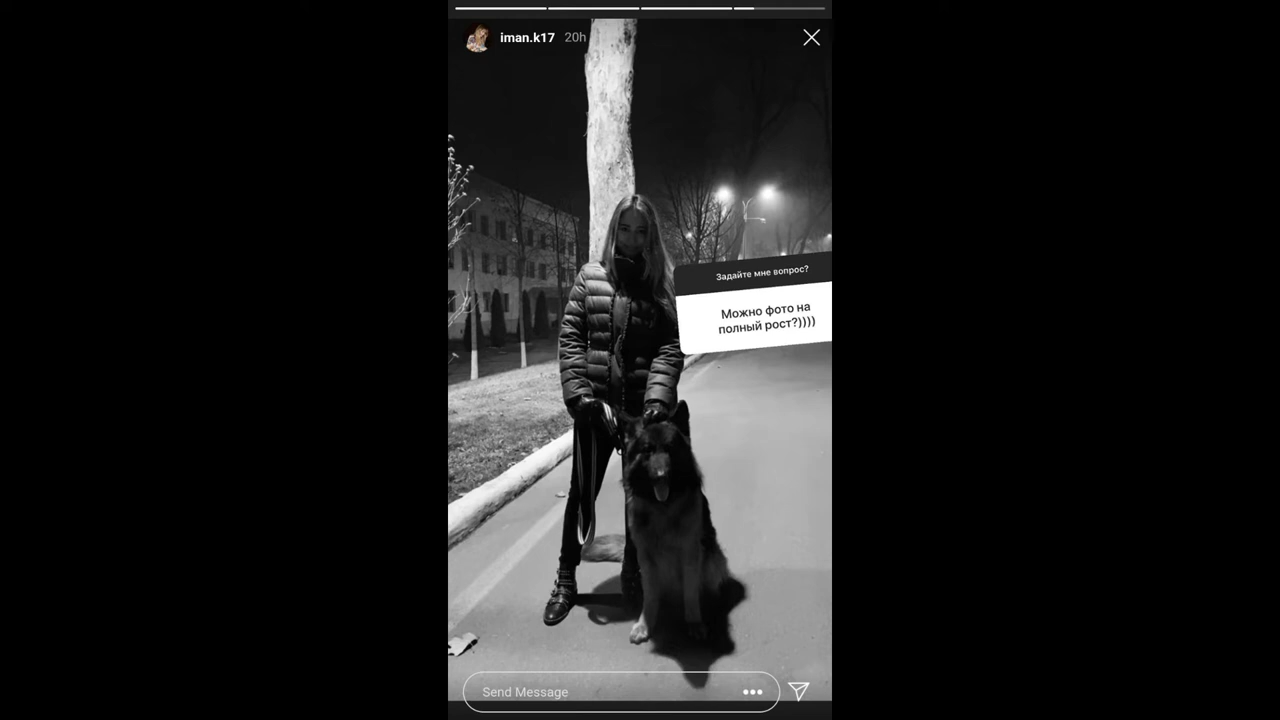 iman.k17 20h
Задайте мне вопрос?
Можно фото на
полный рост?))))
Send Message